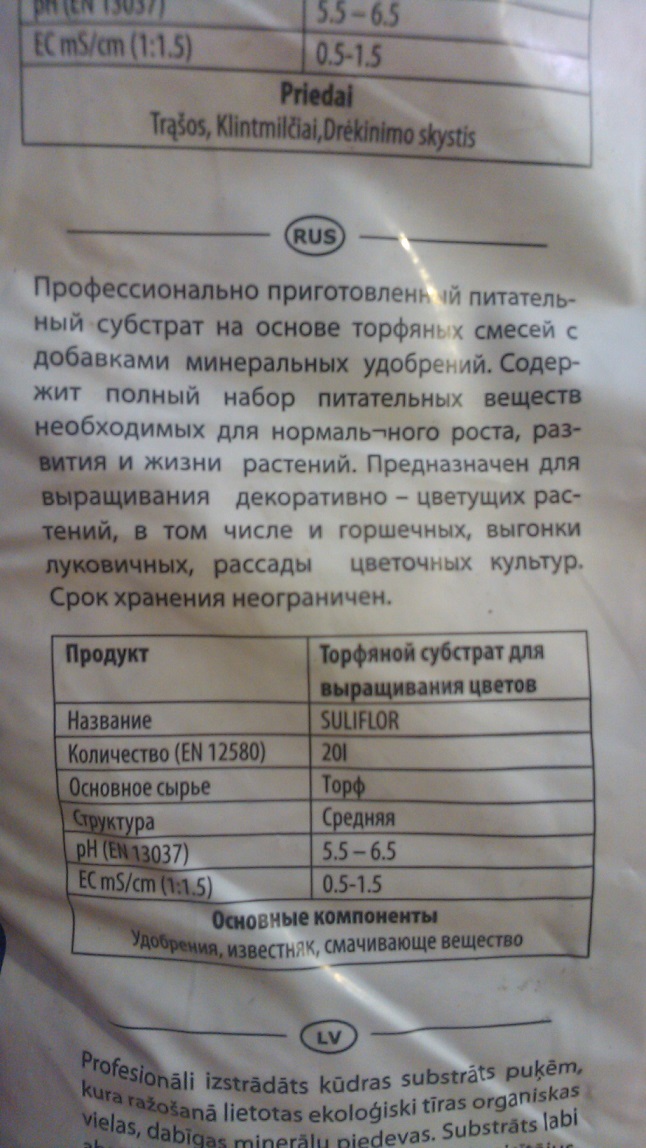 pH (EN 13037) 5.5 – 6.5
EC mS/cm (1:1.5) 0.5-1.5
Priedai
Trąšos, Klintmilčiai,Drėkinimo skystis
RUS
Профессионально приготовленный питатель-
ный субстрат на основе торфяных смесей с
добавками минеральных удобрений. Содер-
жит полный набор питательных веществ
необходимых для нормаль¬ного роста, раз-
вития и жизни растений. Предназначен для
выращивания декоративно – цветущих рас-
тений, в том числе и горшечных, выгонки
луковичных, рассады цветочных культур.
Срок хранения неограничен.
Продукт Торфяной субстрат для
выращивания цветов
Название SULIFLOR
Количество (EN 12580) 20l
Основное сырье Торф
Структура Средняя
pH (EN 13037) 5.5 – 6.5
EC mS/cm (1:1.5) 0.5-1.5
Основные компоненты
Удобрения, известняк, смачивающе вещество
LV
Profesionāli izstrādāts kūdras substrāts puķēm,
kura ražošanā lietotas ekoloģiski tīras organiskas
vielas, dabīgas minerālu piedevas. Substrāts labi